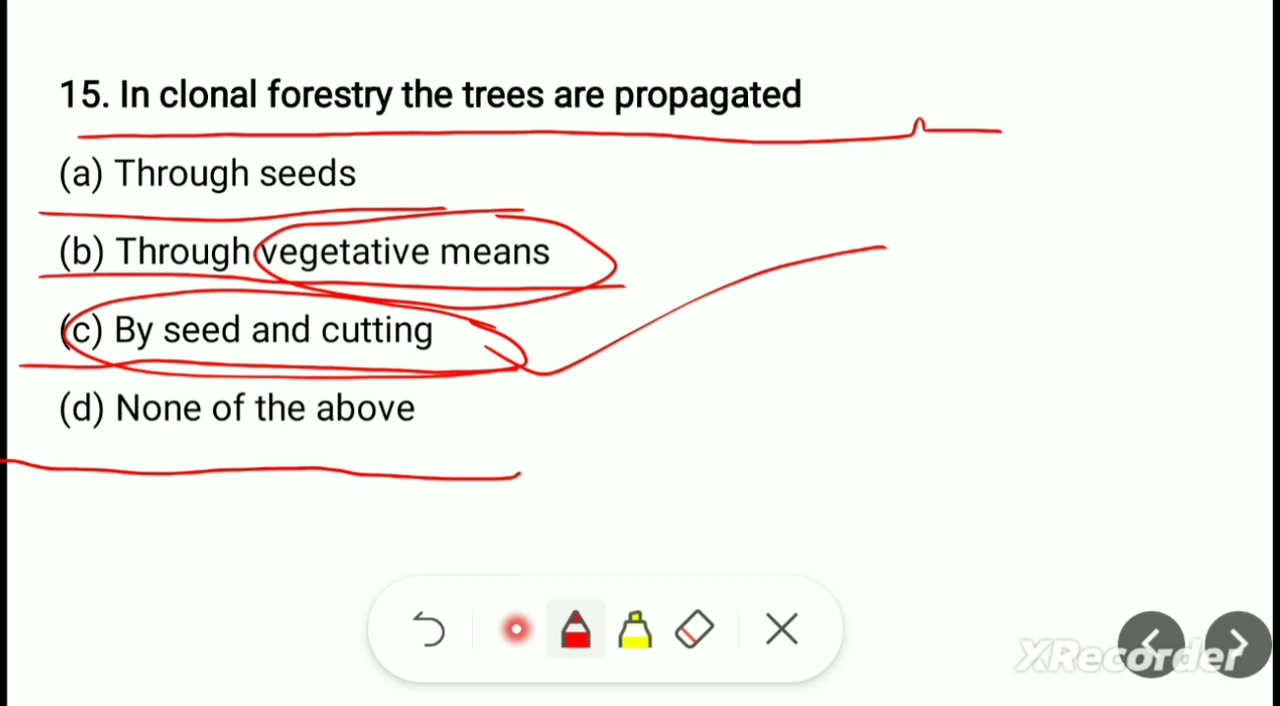 15. In clonal forestry the trees are propagated
(a) Through seeds
(b) Through vegetative means
(c) By seed and cutting
(d) None of the above
XRecorder